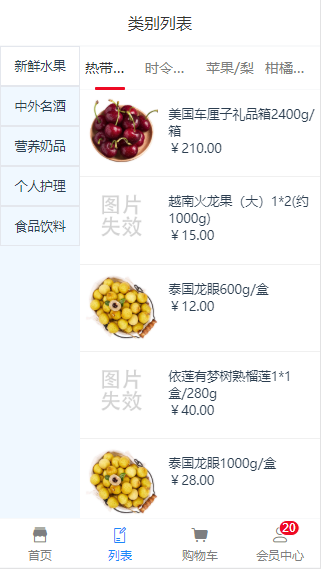 类别列表
新鲜水果
中外名酒
营养奶品
个人护理
食品饮料
热带...
时令...
苹果/梨
柑橘...
美国车厘子礼品箱2400g/
箱
￥210.00
图片
失效
越南火龙果（大）1*2(约
1000g)
￥15.00
泰国龙眼600g/盒
￥12.00
图片
失效
依莲有梦树熟榴莲1*1
盒/280g
￥40.00
泰国龙眼1000g/盒
￥28.00
首页
列表
购物车
20
会员中心